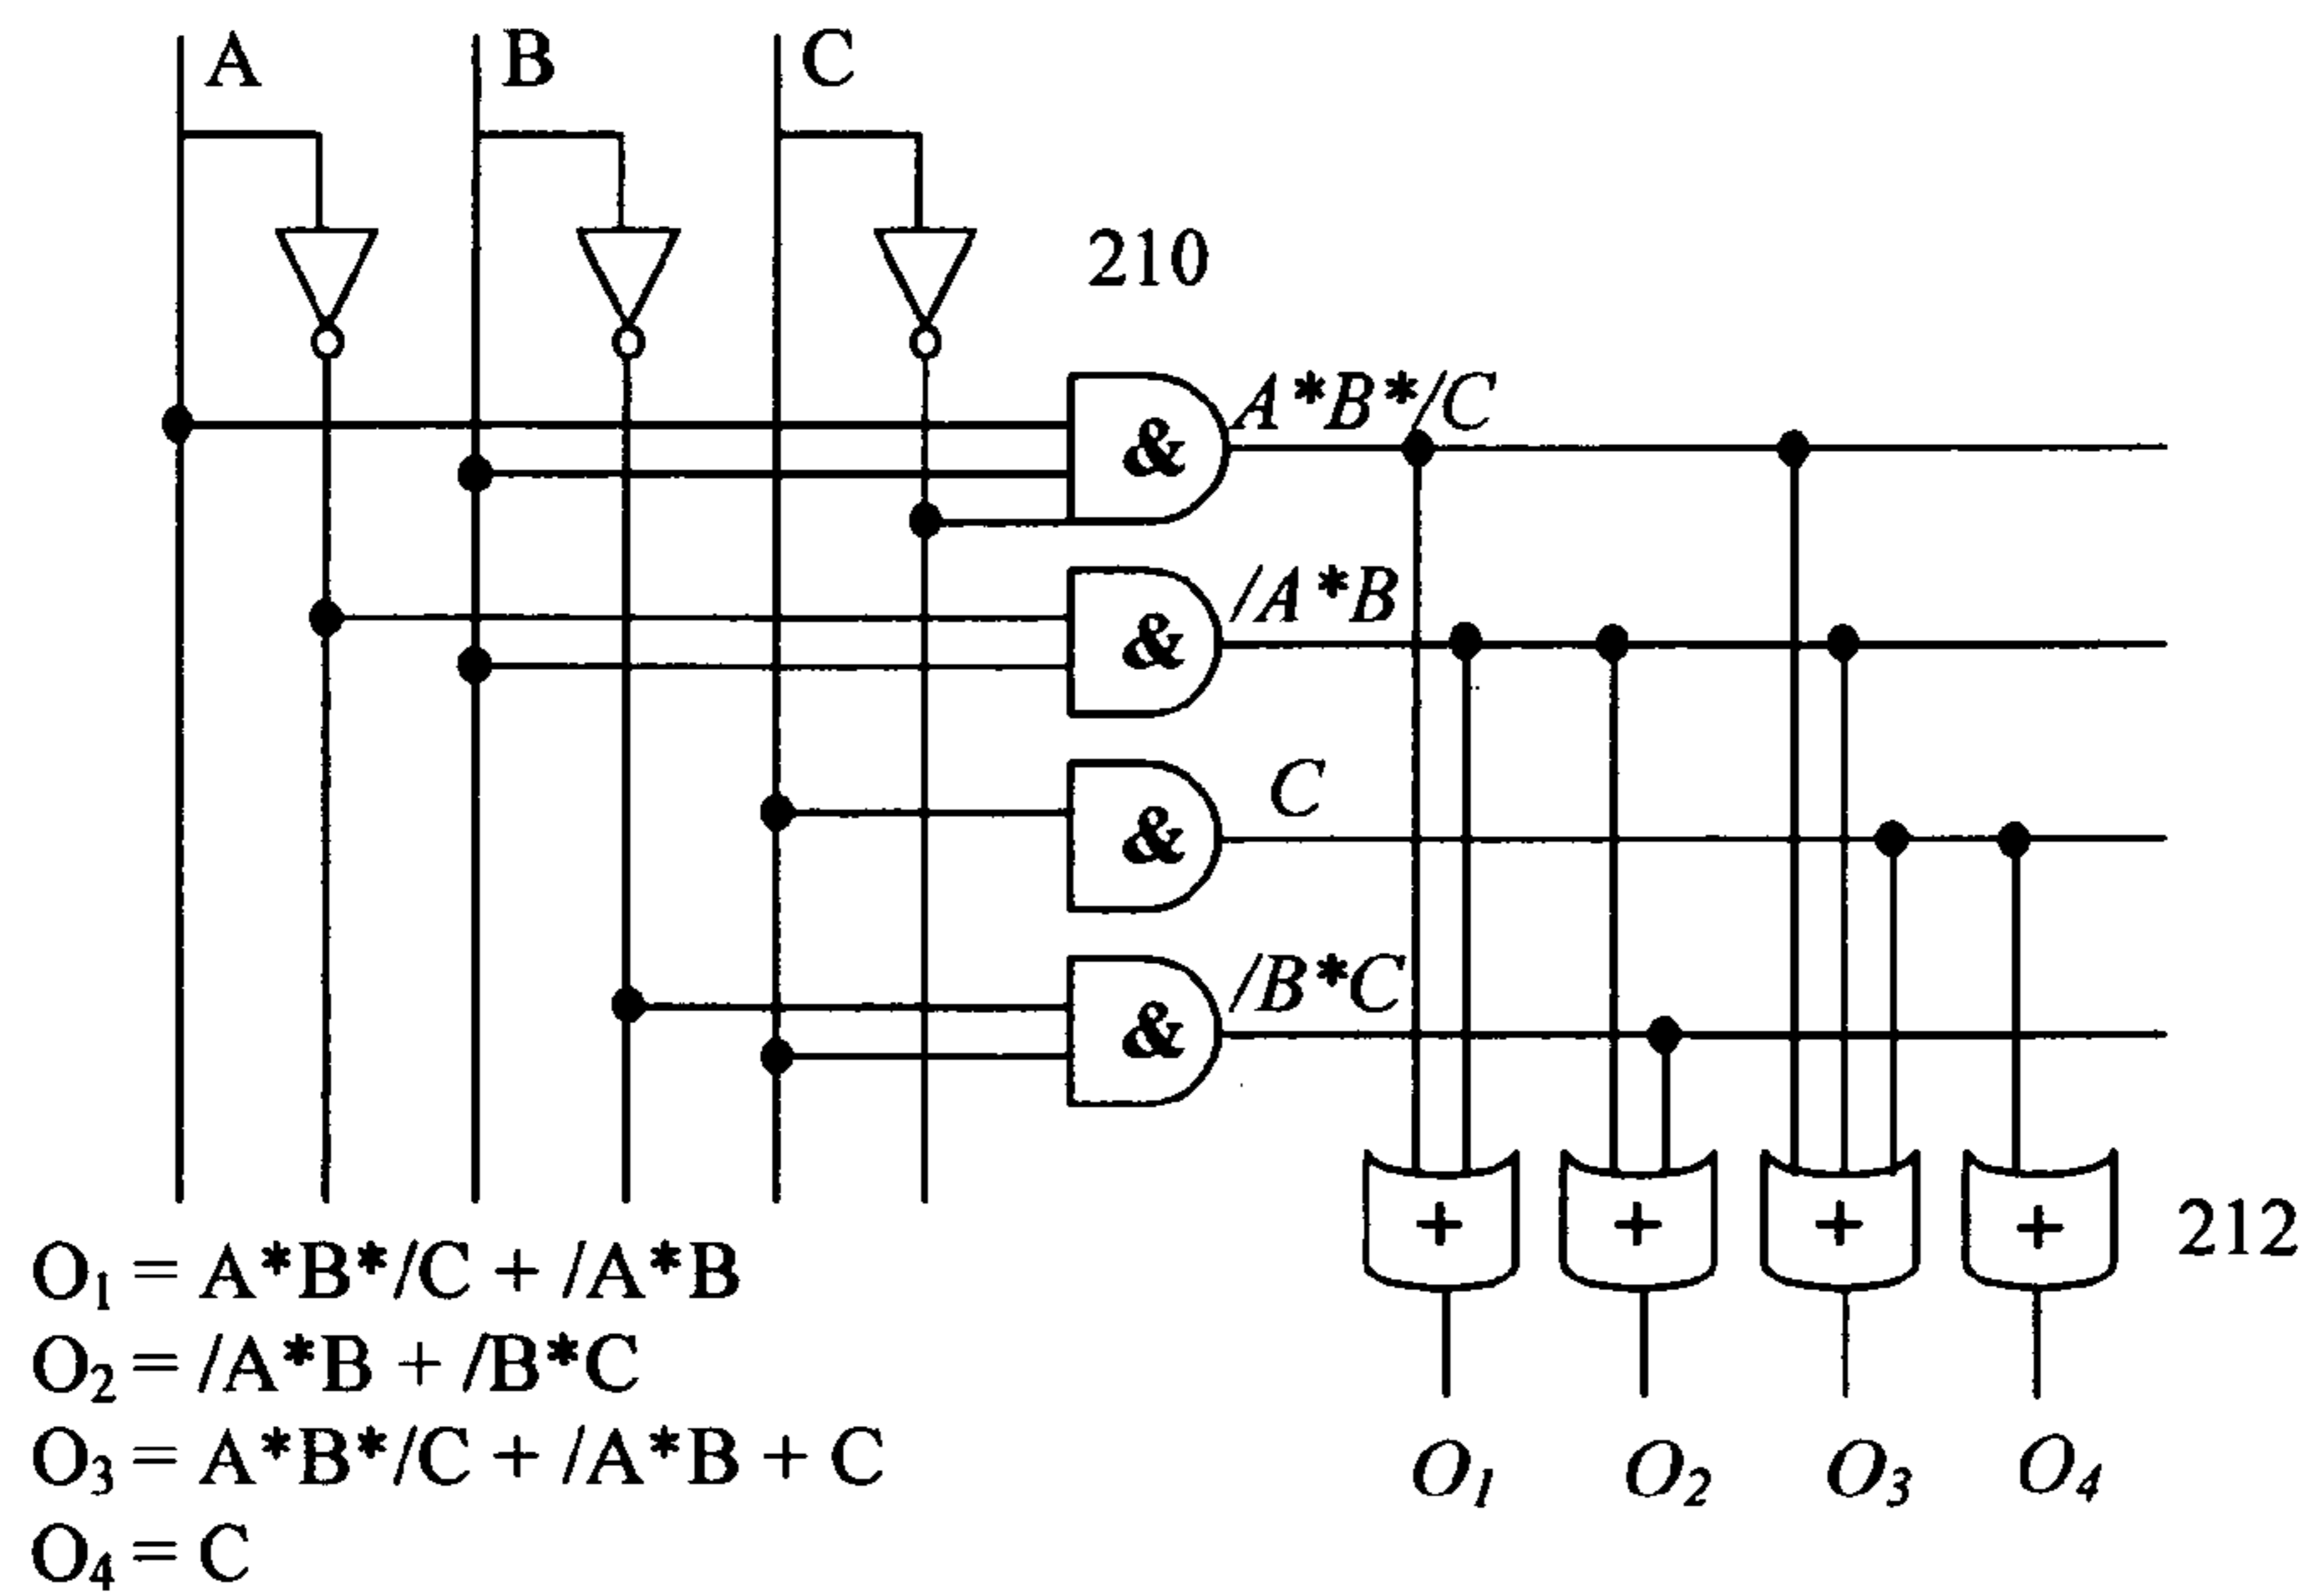 A B C
210
A*B*/C
&
/A*B
&
C
&
/B*C
&
+ + + + 212
O₁ O₂ O₃ O₄
O₁ = A*B*/C + /A*B
O₂ = /A*B + /B*C
O₃ = A*B*/C + /A*B + C
O₄ = C